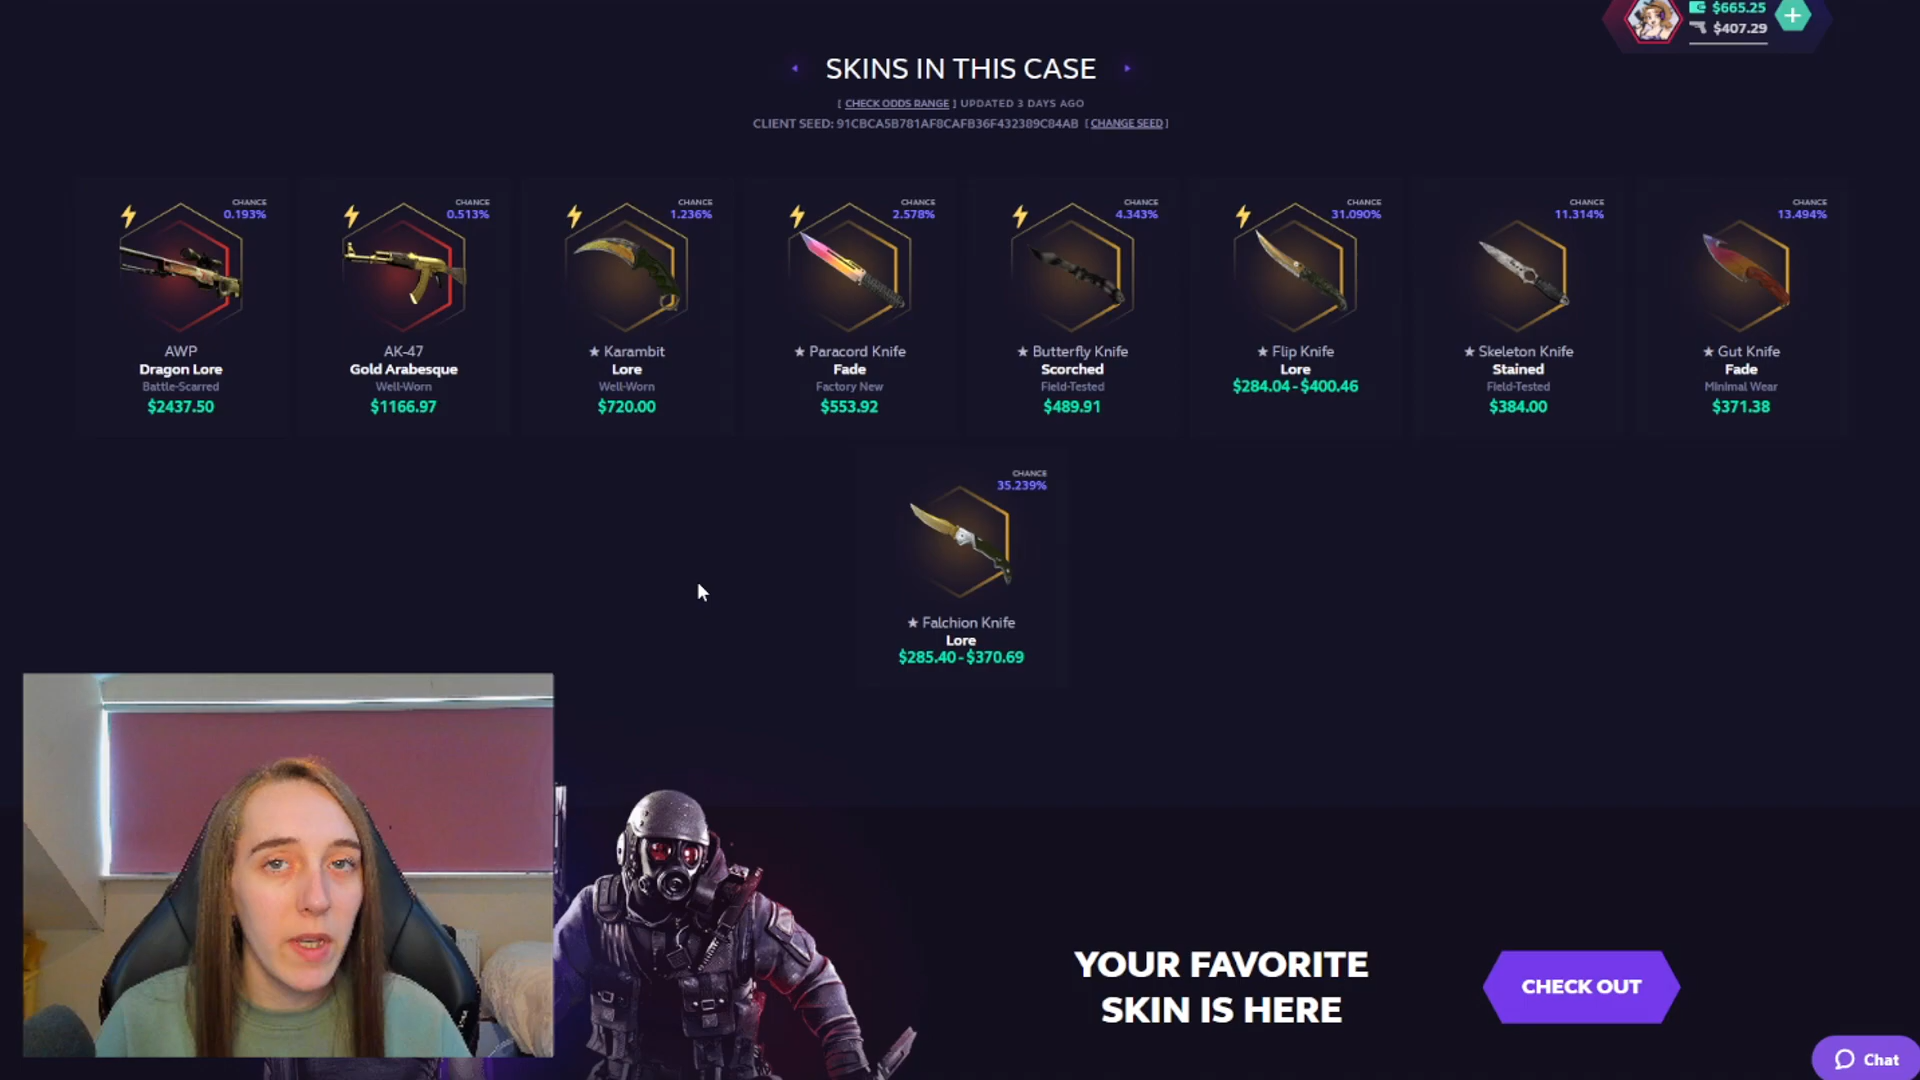 $665.25
$407.29
SKINS IN THIS CASE
[ CHECK ODDS RANGE ] UPDATED 3 DAYS AGO
CLIENT SEED: 91CBCA5B781AF8CAFB36F432389C84AB [ CHANGE SEED ]
CHANCE
0.193%
AWP
Dragon Lore
Battle-Scarred
$2437.50
CHANCE
0.513%
AK-47
Gold Arabesque
Well-Worn
$1166.97
CHANCE
1.236%
★ Karambit
Lore
Well-Worn
$720.00
CHANCE
2.578%
★ Paracord Knife
Fade
Factory New
$553.92
CHANCE
4.343%
★ Butterfly Knife
Scorched
Field-Tested
$489.91
CHANCE
31.090%
★ Flip Knife
Lore
$284.04 - $400.46
CHANCE
11.314%
★ Skeleton Knife
Stained
Field-Tested
$384.00
CHANCE
13.494%
★ Gut Knife
Fade
Minimal Wear
$371.38
CHANCE
35.239%
★ Falchion Knife
Lore
$285.40 - $370.69
YOUR FAVORITE
SKIN IS HERE
CHECK OUT
Chat